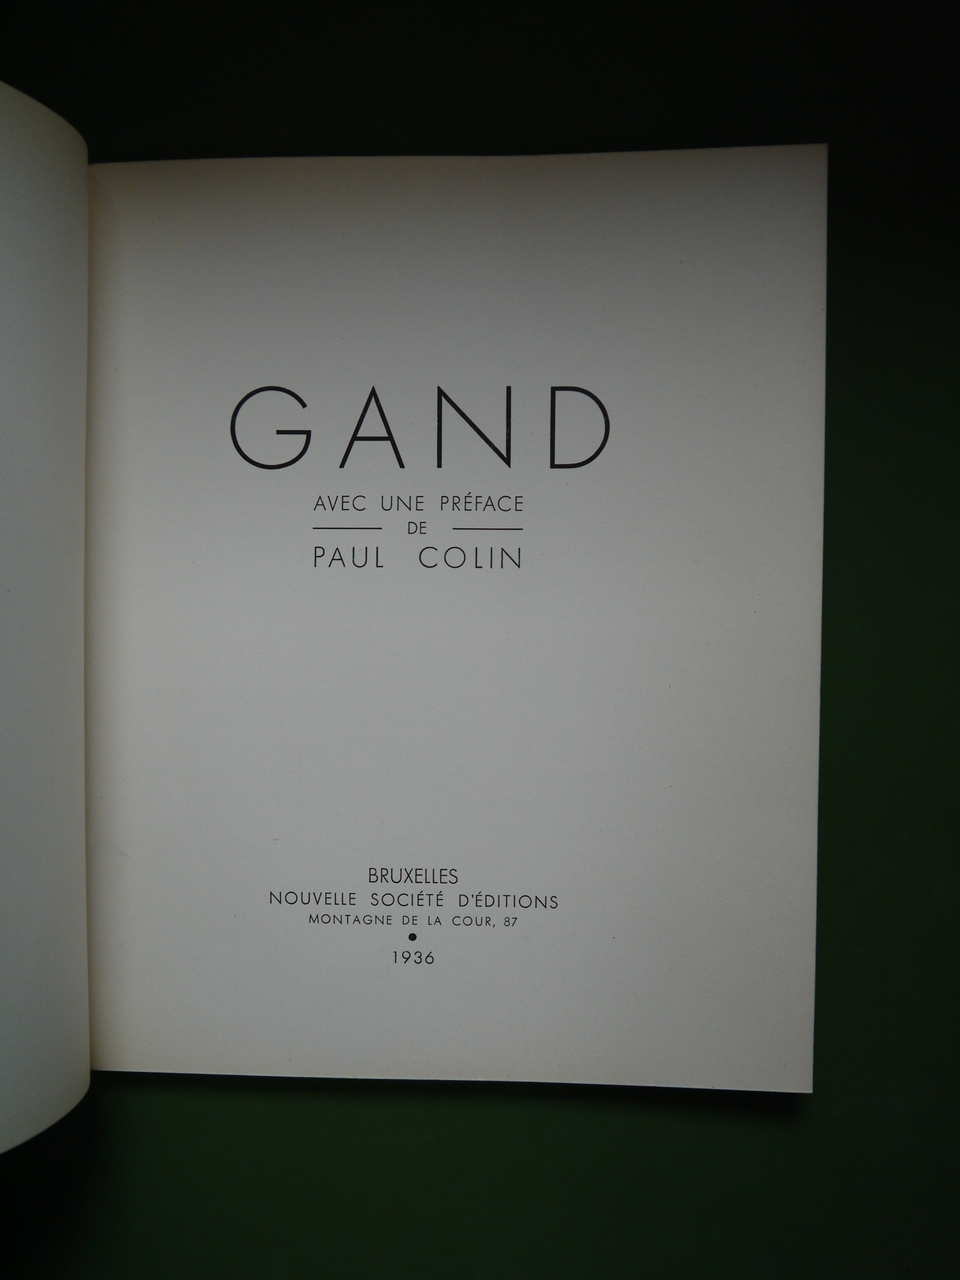 GAND
AVEC UNE PRÉFACE
DE
PAUL COLIN
BRUXELLES
NOUVELLE SOCIÉTÉ D'ÉDITIONS
MONTAGNE DE LA COUR, 87
1936